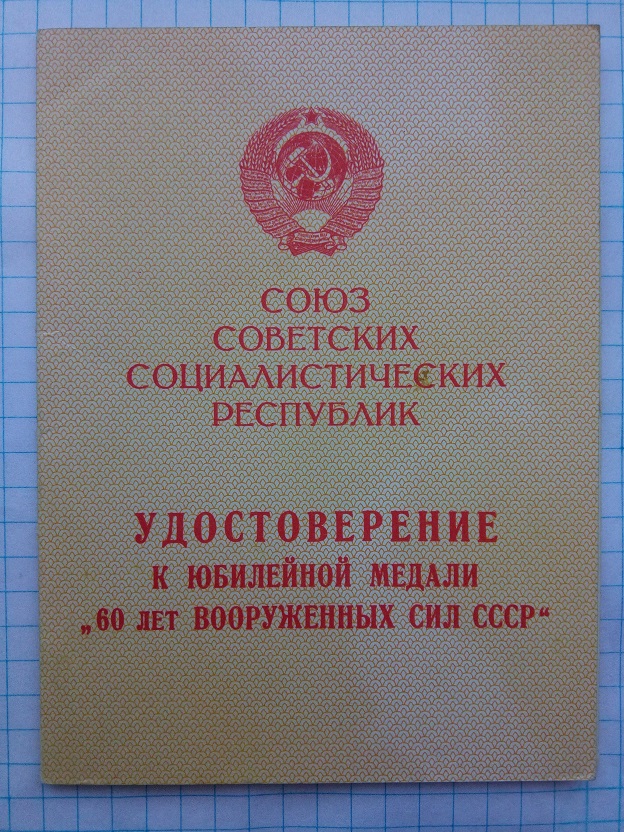 СОЮЗ
СОВЕТСКИХ
СОЦИАЛИСТИЧЕСКИХ
РЕСПУБЛИК
УДОСТОВЕРЕНИЕ
К ЮБИЛЕЙНОЙ МЕДАЛИ
„60 ЛЕТ ВООРУЖЕННЫХ СИЛ СССР“